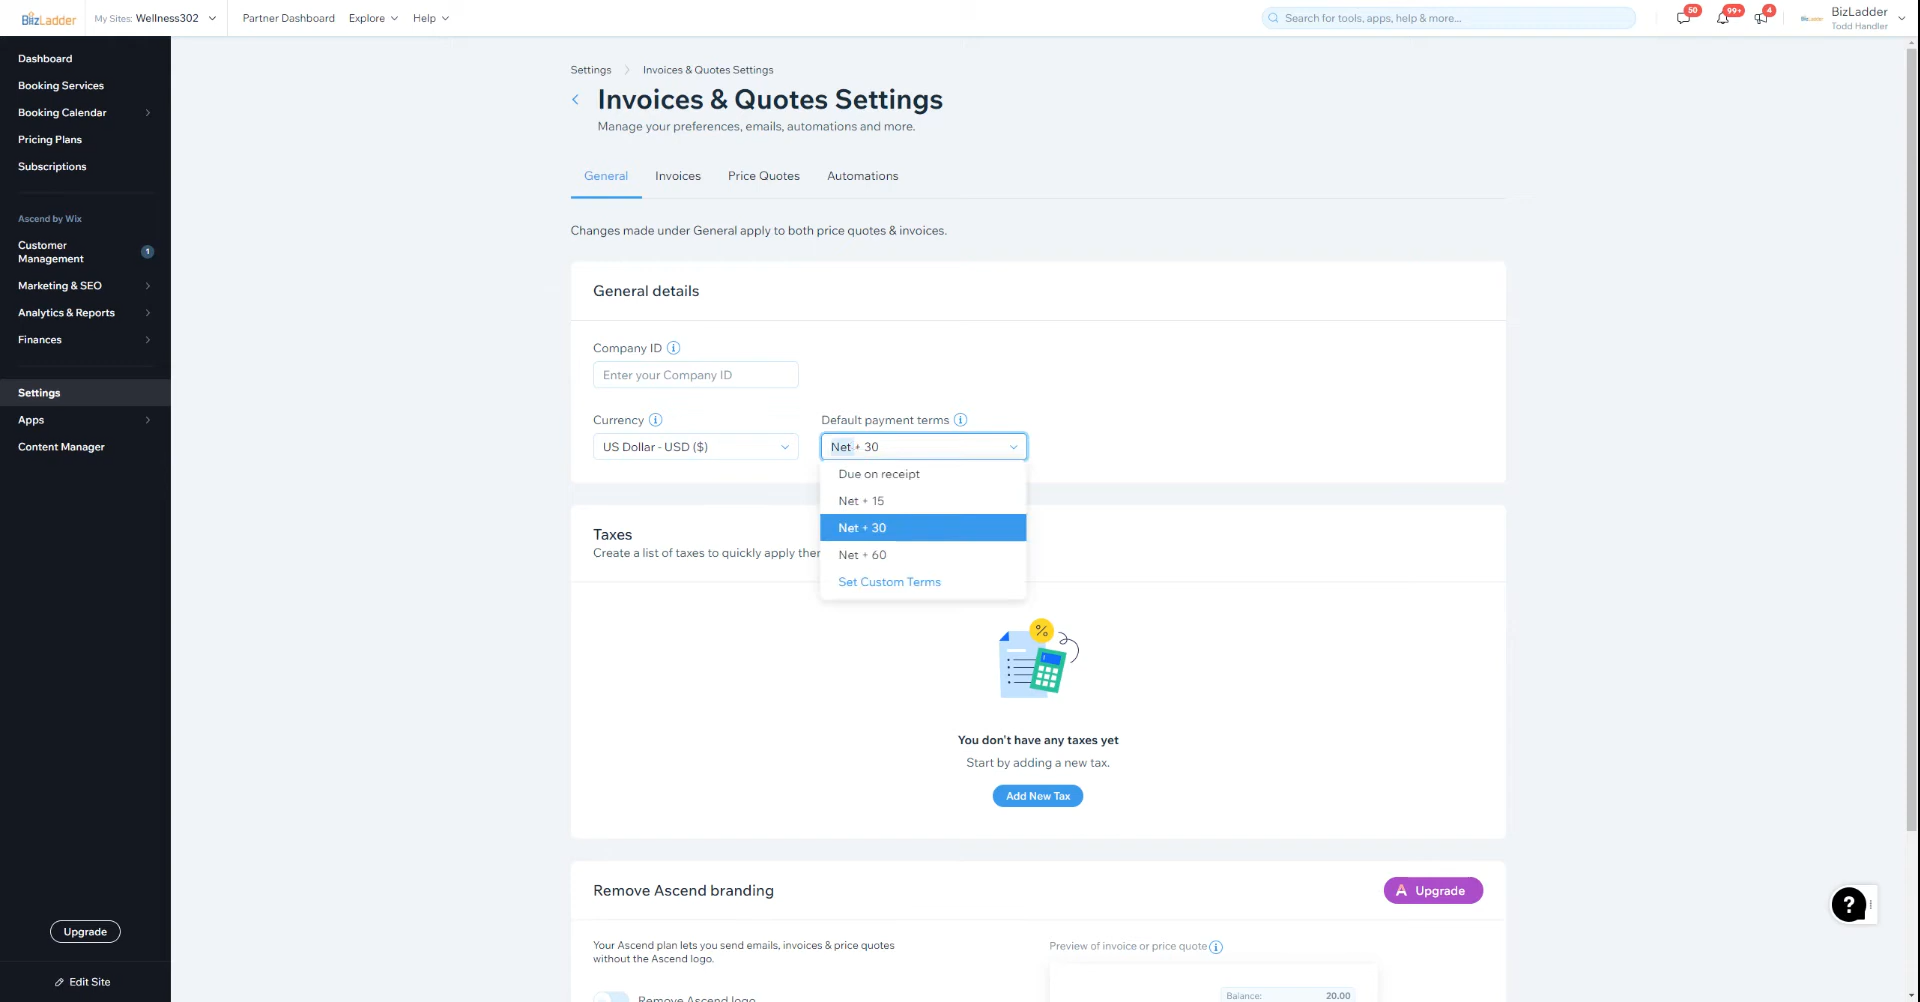 BizLadder
My Sites: Wellness302
Partner Dashboard
Explore
Help
Search for tools, apps, help & more...
50
99+
4
BizLadder
Todd Handler
Dashboard
Booking Services
Booking Calendar
Pricing Plans
Subscriptions
Ascend by Wix
Customer
Management
1
Marketing & SEO
Analytics & Reports
Finances
Settings
Apps
Content Manager
Upgrade
Edit Site
Settings
Invoices & Quotes Settings
Invoices & Quotes Settings
Manage your preferences, emails, automations and more.
General
Invoices
Price Quotes
Automations
Changes made under General apply to both price quotes & invoices.
General details
Company ID
Enter your Company ID
Currency
US Dollar - USD ($)
Default payment terms
Net + 30
Due on receipt
Net + 15
Net + 30
Net + 60
Set Custom Terms
Taxes
Create a list of taxes to quickly apply
%
You don't have any taxes yet
Start by adding a new tax.
Add New Tax
Remove Ascend branding
A Upgrade
Your Ascend plan lets you send emails, invoices & price quotes
without the Ascend logo.
Remove Ascend logo
Preview of invoice or price quote
Balance: 20.00
?